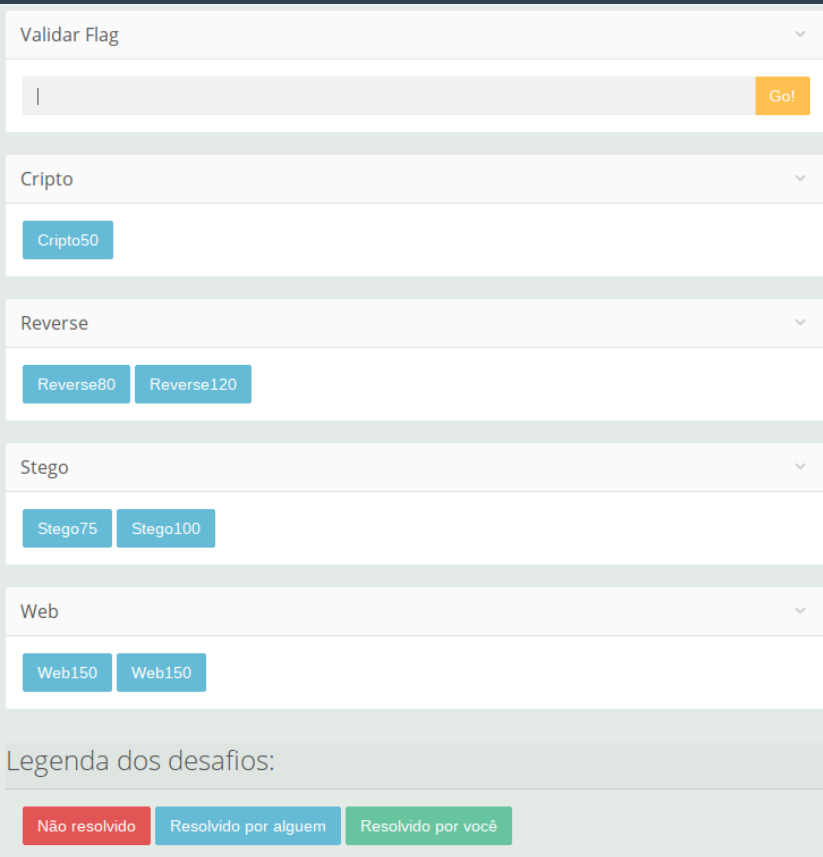 Validar Flag
Go!
Cripto
Cripto50
Reverse
Reverse80 Reverse120
Stego
Stego75 Stego100
Web
Web150 Web150
Legenda dos desafios:
Não resolvido Resolvido por alguem Resolvido por você